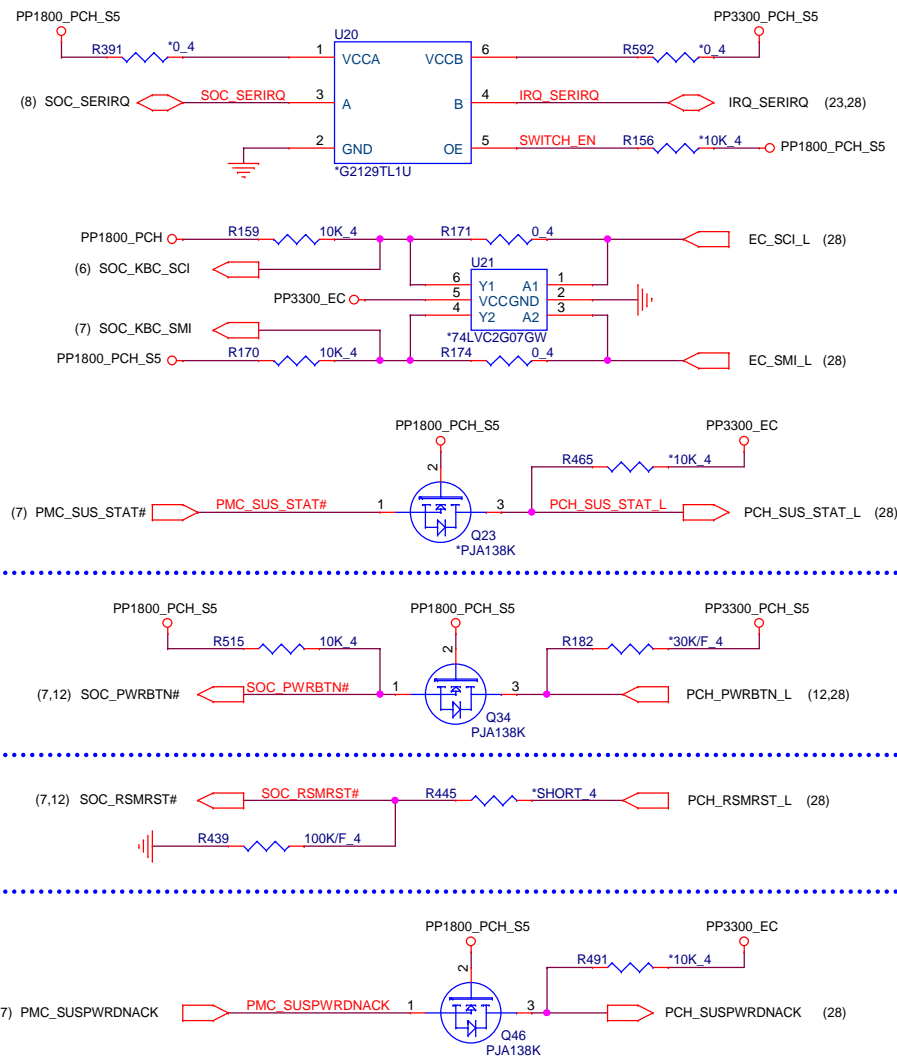 PP1800_PCH_S5 PP3300_PCH_S5
U20
R391 *0_4 1 VCCA VCCB 6 R592 *0_4
(8) SOC_SERIRQ SOC_SERIRQ 3 A B 4 IRQ_SERIRQ IRQ_SERIRQ (23,28)
2 GND OE 5 SWITCH_EN R156 *10K_4 PP1800_PCH_S5
*G2129TL1U
PP1800_PCH R159 10K_4 R171 0_4 EC_SCI_L (28)
(6) SOC_KBC_SCI
U21
6 Y1 A1 1
PP3300_EC 5 VCC GND 2
4 Y2 A2 3
(7) SOC_KBC_SMI
*74LVC2G07GW
PP1800_PCH_S5 R170 10K_4 R174 0_4 EC_SMI_L (28)
PP1800_PCH_S5 PP3300_EC
2 R465 *10K_4
(7) PMC_SUS_STAT# PMC_SUS_STAT# 1 3 PCH_SUS_STAT_L PCH_SUS_STAT_L (28)
Q23
*PJA138K
PP1800_PCH_S5 PP1800_PCH_S5 PP3300_PCH_S5
R515 10K_4 2 R182 *30K/F_4
(7,12) SOC_PWRBTN# SOC_PWRBTN# 1 3 PCH_PWRBTN_L (12,28)
Q34
PJA138K
(7,12) SOC_RSMRST# SOC_RSMRST# R445 *SHORT_4 PCH_RSMRST_L (28)
R439 100K/F_4
PP1800_PCH_S5 PP3300_EC
2 R491 *10K_4
7) PMC_SUSPWRDNACK PMC_SUSPWRDNACK 1 3 PCH_SUSPWRDNACK (28)
Q46
PJA138K